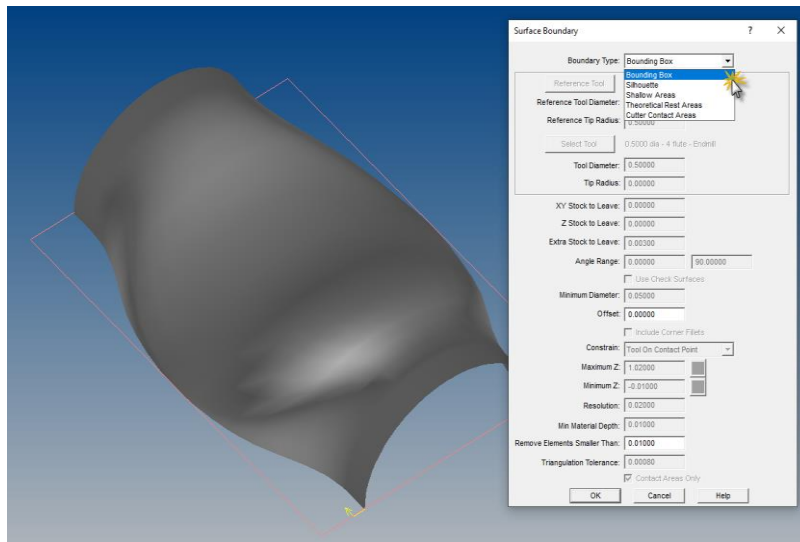 Surface Boundary ? X
Boundary Type: Bounding Box
Bounding Box
Silhouette
Shallow Areas
Theoretical Rest Areas
Cutter Contact Areas
Reference Tool
Reference Tool Diameter:
Reference Tip Radius: 0.50000
Select Tool 0.5000 dia - 4 flute - Endmill
Tool Diameter: 0.50000
Tip Radius: 0.00000
XY Stock to Leave: 0.00000
Z Stock to Leave: 0.00000
Extra Stock to Leave: 0.00300
Angle Range: 0.00000 90.00000
Use Check Surfaces
Minimum Diameter: 0.05000
Offset: 0.00000
Include Corner Fillets
Constrain: Tool On Contact Point
Maximum Z: 1.02000
Minimum Z: -0.01000
Resolution: 0.02000
Min Material Depth: 0.01000
Remove Elements Smaller Than: 0.01000
Triangulation Tolerance: 0.00080
Contact Areas Only
OK Cancel Help